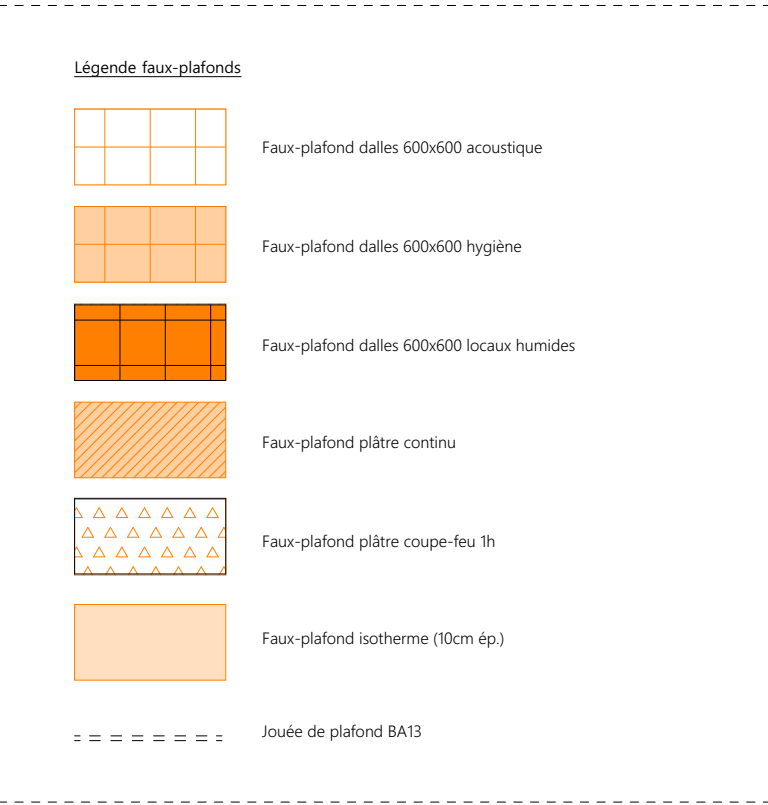 Légende faux-plafonds
Faux-plafond dalles 600x600 acoustique
Faux-plafond dalles 600x600 hygiène
Faux-plafond dalles 600x600 locaux humides
Faux-plafond plâtre continu
Faux-plafond plâtre coupe-feu 1h
Faux-plafond isotherme (10cm ép.)
Jouée de plafond BA13